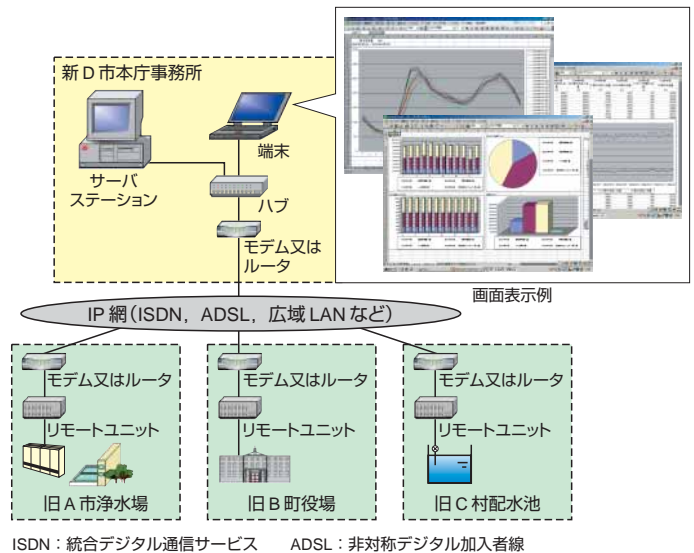 新D市本庁事務所
サーバ
ステーション
端末
ハブ
モデム又は
ルータ
画面表示例
IP網(ISDN，ADSL，広域LANなど)
モデム又はルータ
リモートユニット
旧A市浄水場
モデム又はルータ
リモートユニット
旧B町役場
モデム又はルータ
リモートユニット
旧C村配水池
ISDN：統合デジタル通信サービス　ADSL：非対称デジタル加入者線